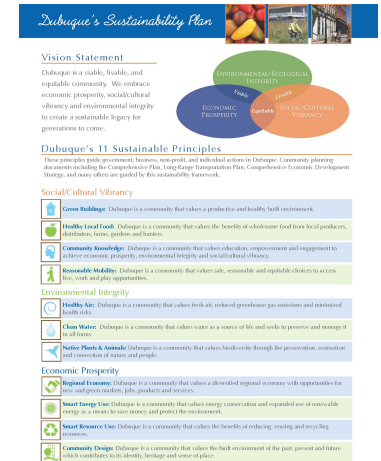 Dubuque's Sustainability Plan
Vision Statement
Dubuque is a viable, livable, and
equitable community. We embrace
economic prosperity, social/cultural
vibrancy and environmental integrity
to create a sustainable legacy for
generations to come.
Environmental/Ecological
Integrity
Viable
Livable
Economic
Prosperity
Equitable
Social/Cultural
Vibrancy
Dubuque's 11 Sustainable Principles
These principles guide government, business, non-profit, and individual actions in Dubuque. Community planning
documents including the Comprehensive Plan, Long-Range Transportation Plan, Comprehensive Economic Development
Strategy, and many others are guided by this sustainability framework.
Social/Cultural Vibrancy
Green Buildings: Dubuque is a community that values a productive and healthy built environment.
Healthy Local Food: Dubuque is a community that values the benefits of wholesome food from local producers,
distributors, farms, gardens and hunters.
Community Knowledge: Dubuque is a community that values education, empowerment and engagement to
achieve economic prosperity, environmental integrity and social/cultural vibrancy.
Reasonable Mobility: Dubuque is a community that values safe, reasonable and equitable choices to access
live, work and play opportunities.
Environmental Integrity
Healthy Air: Dubuque is a community that values fresh air, reduced greenhouse gas emissions and minimized
health risks.
Clean Water: Dubuque is a community that values water as a source of life and seeks to preserve and manage it
in all forms.
Native Plants & Animals: Dubuque is a community that values biodiversity through the preservation, restoration
and connection of nature and people.
Economic Prosperity
Regional Economy: Dubuque is a community that values a diversified regional economy with opportunities for
new and green markets, jobs, products and services.
Smart Energy Use: Dubuque is a community that values energy conservation and expanded use of renewable
energy as a means to save money and protect the environment.
Smart Resource Use: Dubuque is a community that values the benefits of reducing, reusing and recycling
resources.
Community Design: Dubuque is a community that values the built environment of the past, present and future
which contributes to its identity, heritage and sense of place.